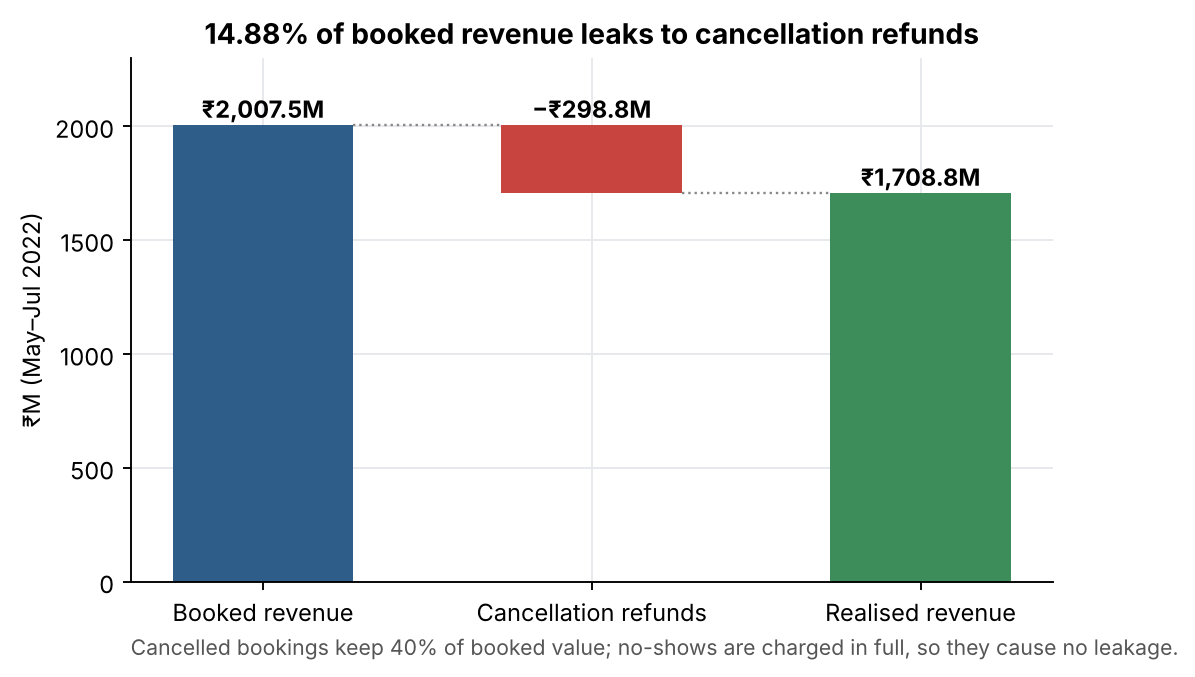 14.88% of booked revenue leaks to cancellation refunds
₹2,007.5M
−₹298.8M
₹1,708.8M
2000
1500
1000
500
0
₹M (May–Jul 2022)
Booked revenue
Cancellation refunds
Realised revenue
Cancelled bookings keep 40% of booked value; no-shows are charged in full, so they cause no leakage.